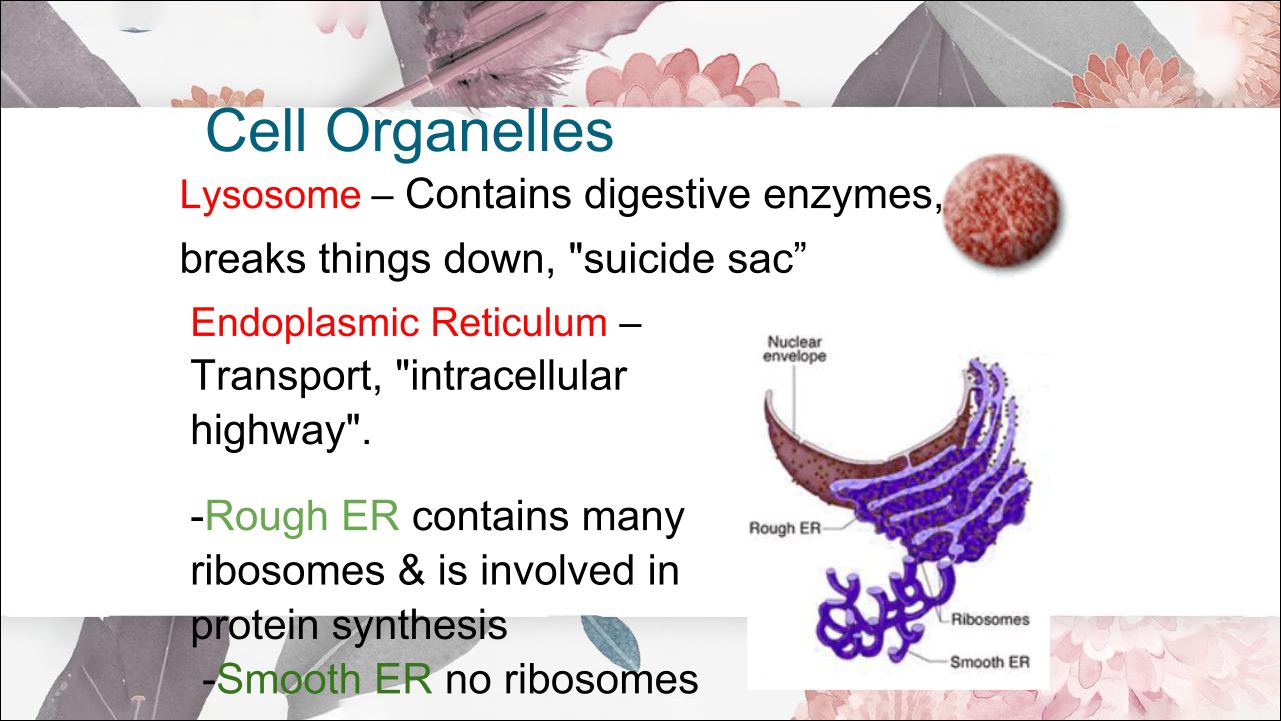 Cell Organelles
Lysosome – Contains digestive enzymes,
breaks things down, "suicide sac”
Endoplasmic Reticulum –
Transport, "intracellular
highway".
-Rough ER contains many
ribosomes & is involved in
protein synthesis
-Smooth ER no ribosomes
Nuclear
envelope
Rough ER
Ribosomes
Smooth ER